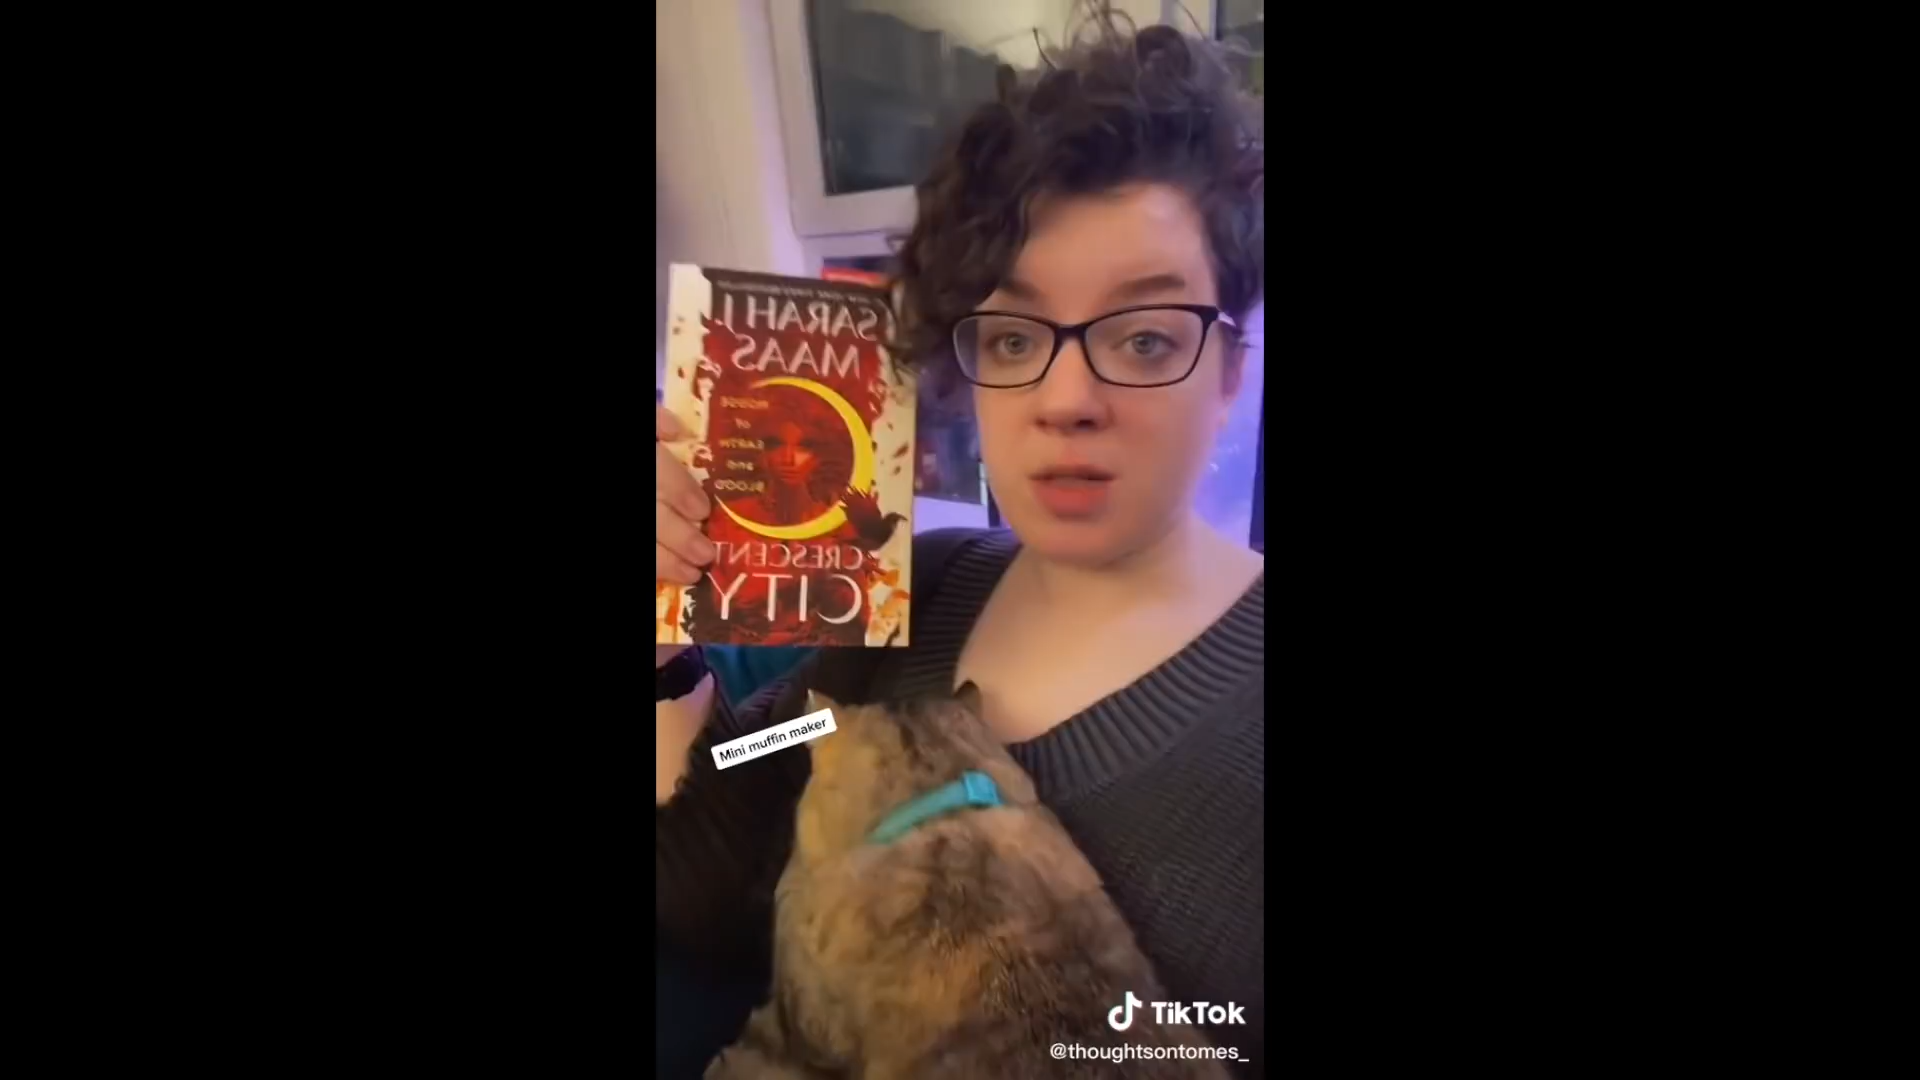 SARAH J.
MAAS
HOUSE
OF
EARTH
AND
BLOOD
CRESCENT
CITY
Mini muffin maker
TikTok
@thoughtsontomes_